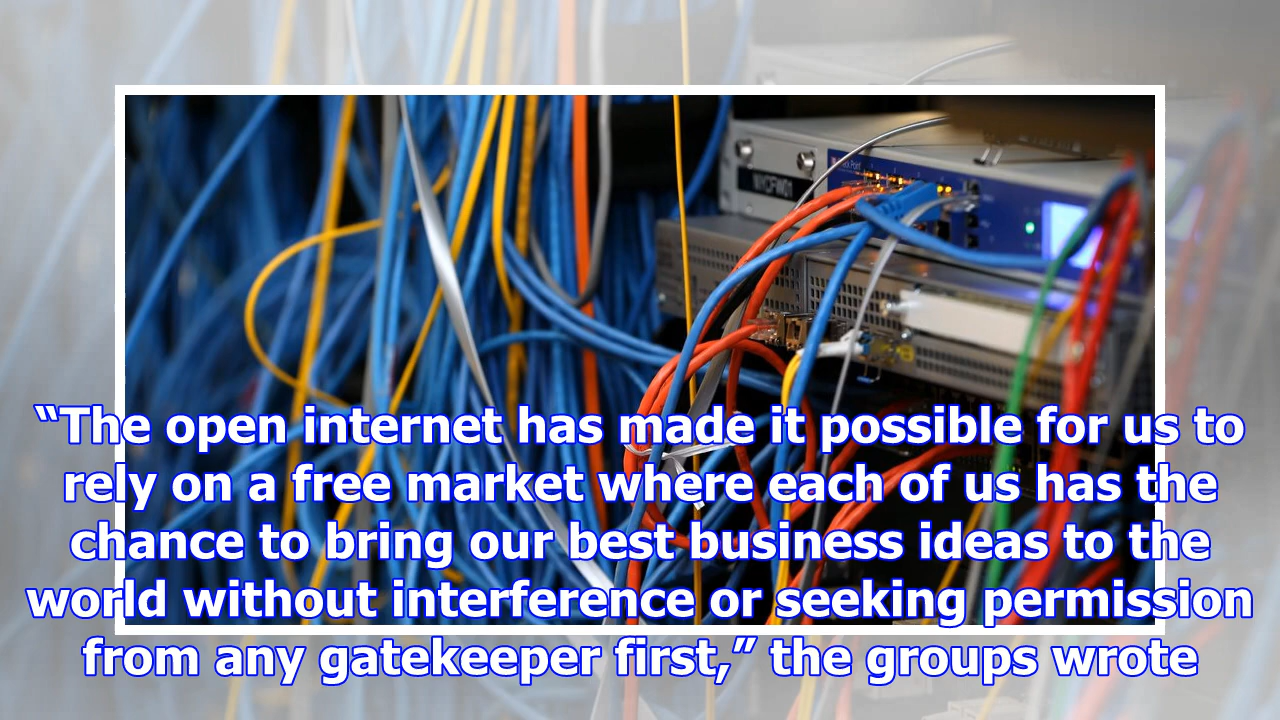 NYCFW01
“The open internet has made it possible for us to
rely on a free market where each of us has the
chance to bring our best business ideas to the
world without interference or seeking permission
from any gatekeeper first,” the groups wrote